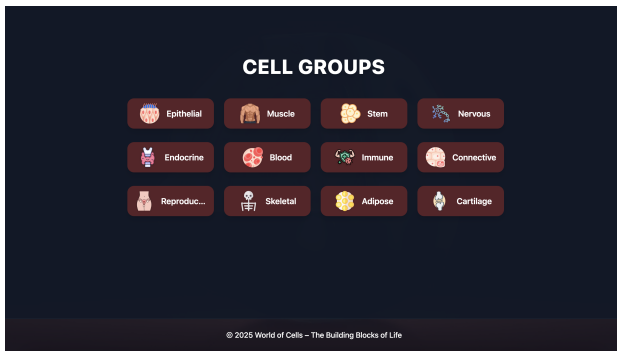 CELL GROUPS
Epithelial Muscle Stem Nervous
Endocrine Blood Immune Connective
Reproduc... Skeletal Adipose Cartilage
© 2025 World of Cells – The Building Blocks of Life